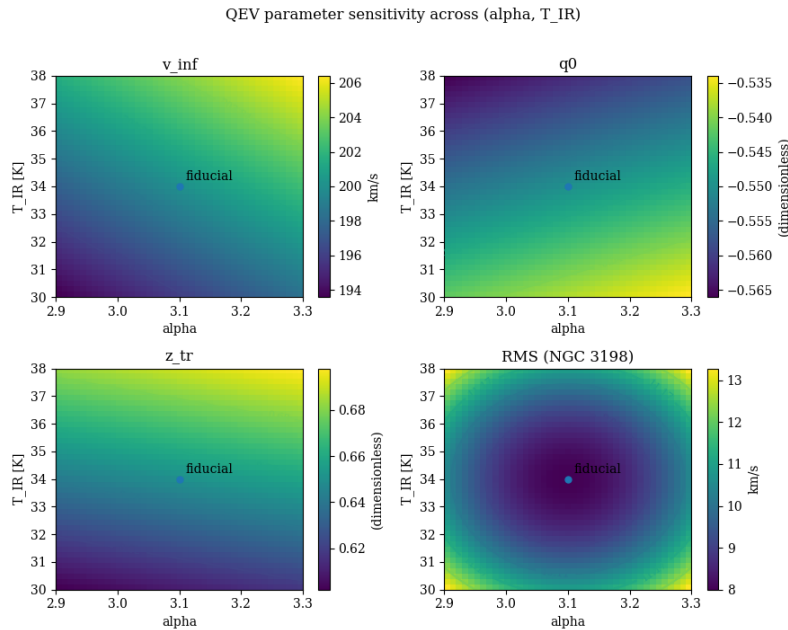 QEV parameter sensitivity across (alpha, T_IR)
v_inf
38
37
36
35
34
33
32
31
30
T_IR [K]
fiducial
2.9 3.0 3.1 3.2 3.3
alpha
206
204
202
200
198
196
194
km/s
q0
38
37
36
35
34
33
32
31
30
T_IR [K]
fiducial
2.9 3.0 3.1 3.2 3.3
alpha
−0.535
−0.540
−0.545
−0.550
−0.555
−0.560
−0.565
(dimensionless)
z_tr
38
37
36
35
34
33
32
31
30
T_IR [K]
fiducial
2.9 3.0 3.1 3.2 3.3
alpha
0.68
0.66
0.64
0.62
(dimensionless)
RMS (NGC 3198)
38
37
36
35
34
33
32
31
30
T_IR [K]
fiducial
2.9 3.0 3.1 3.2 3.3
alpha
13
12
11
10
9
8
km/s